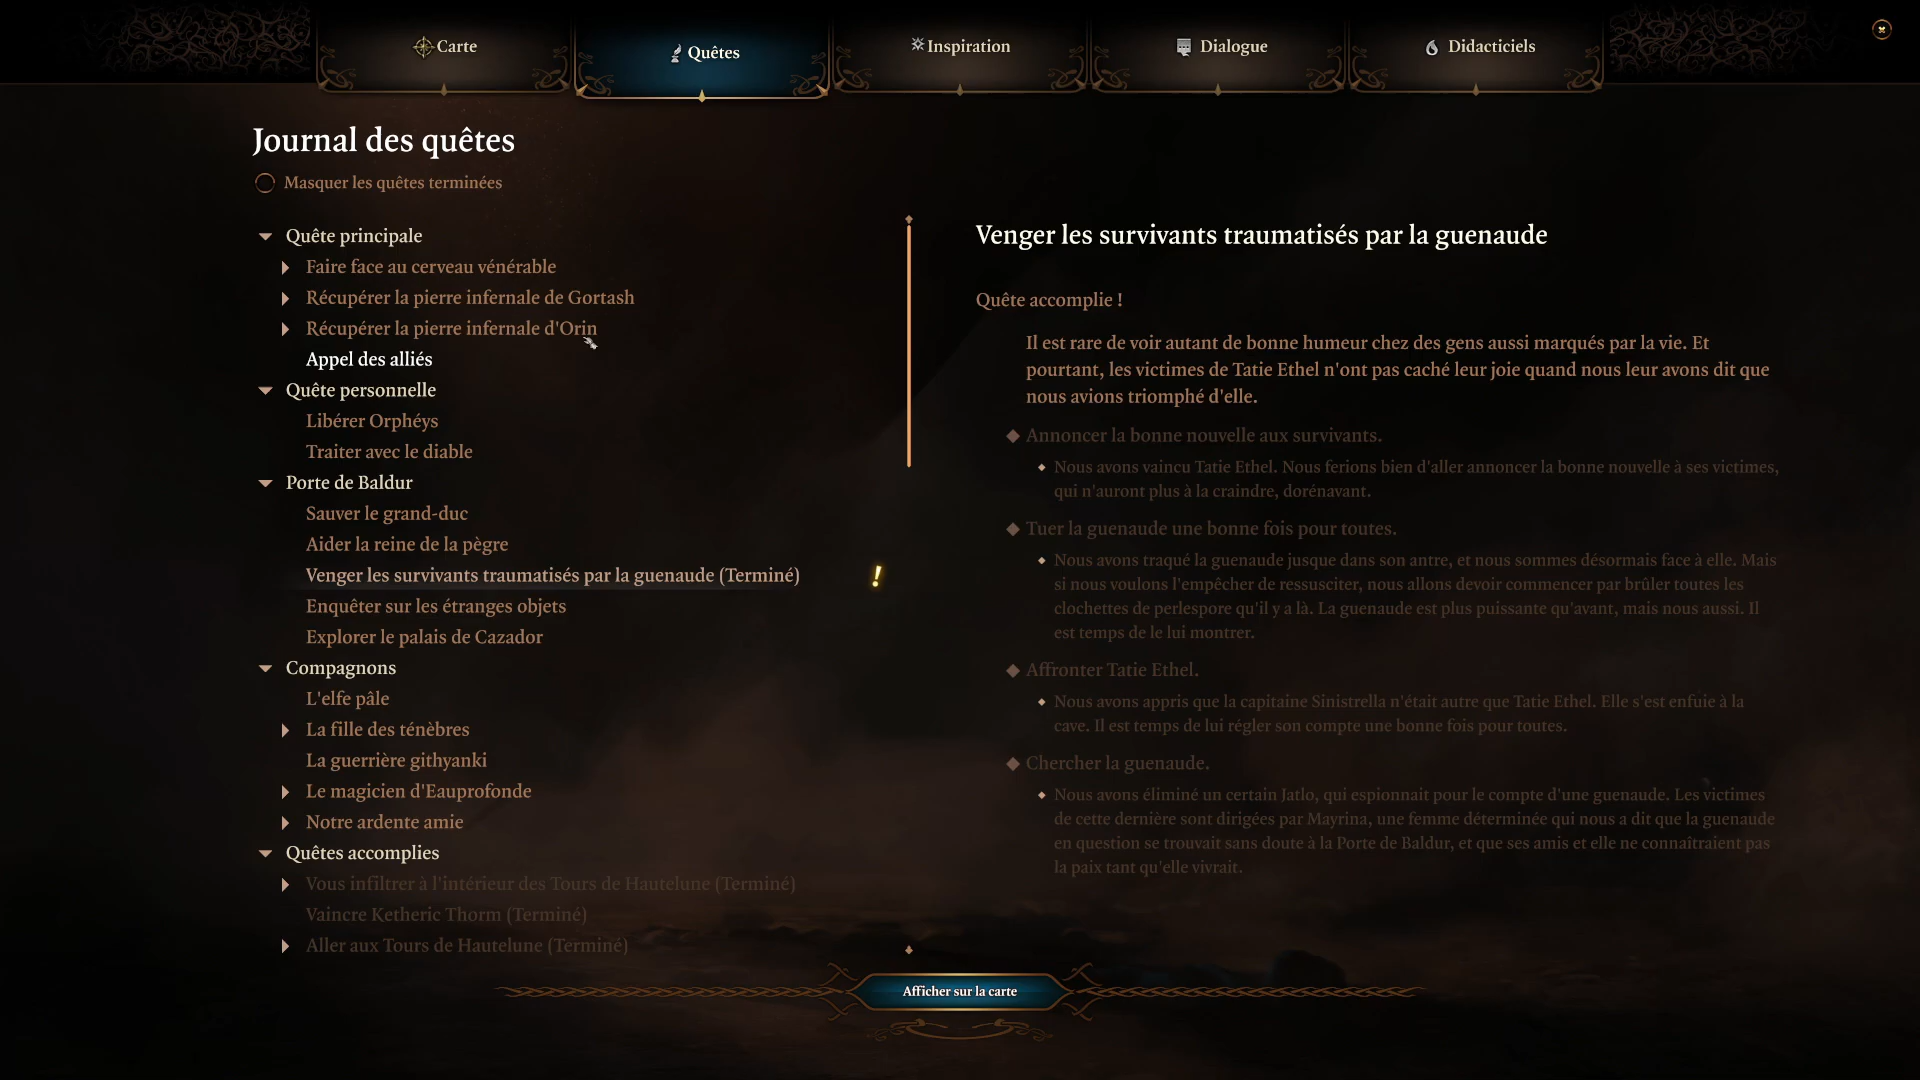 Carte
Quêtes
Inspiration
Dialogue
Didacticiels
Journal des quêtes
Masquer les quêtes terminées
Quête principale
Faire face au cerveau vénérable
Récupérer la pierre infernale de Gortash
Récupérer la pierre infernale d'Orin
Appel des alliés
Quête personnelle
Libérer Orphéys
Traiter avec le diable
Porte de Baldur
Sauver le grand-duc
Aider la reine de la pègre
Venger les survivants traumatisés par la guenaude (Terminé)
Enquêter sur les étranges objets
Explorer le palais de Cazador
Compagnons
L'elfe pâle
La fille des ténèbres
La guerrière githyanki
Le magicien d'Eauprofonde
Notre ardente amie
Quêtes accomplies
Vous infiltrer à l'intérieur des Tours de Hautelune (Terminé)
Vaincre Ketheric Thorm (Terminé)
Aller aux Tours de Hautelune (Terminé)
Venger les survivants traumatisés par la guenaude
Quête accomplie !
Il est rare de voir autant de bonne humeur chez des gens aussi marqués par la vie. Et
pourtant, les victimes de Tatie Ethel n'ont pas caché leur joie quand nous leur avons dit que
nous avions triomphé d'elle.
Annoncer la bonne nouvelle aux survivants.
Nous avons vaincu Tatie Ethel. Nous ferions bien d'aller annoncer la bonne nouvelle à ses victimes,
qui n'auront plus à la craindre, dorénavant.
Tuer la guenaude une bonne fois pour toutes.
Nous avons traqué la guenaude jusque dans son antre, et nous sommes désormais face à elle. Mais
si nous voulons l'empêcher de ressusciter, nous allons devoir commencer par brûler toutes les
clochettes de perlespore qu'il y a là. La guenaude est plus puissante qu'avant, mais nous aussi. Il
est temps de le lui montrer.
Affronter Tatie Ethel.
Nous avons appris que la capitaine Sinistrella n'était autre que Tatie Ethel. Elle s'est enfuie à la
cave. Il est temps de lui régler son compte une bonne fois pour toutes.
Chercher la guenaude.
Nous avons éliminé un certain Jatlo, qui espionnait pour le compte d'une guenaude. Les victimes
de cette dernière sont dirigées par Mayrina, une femme déterminée qui nous a dit que la guenaude
en question se trouvait sans doute à la Porte de Baldur, et que ses amis et elle ne connaîtraient pas
la paix tant qu'elle vivrait.
Afficher sur la carte